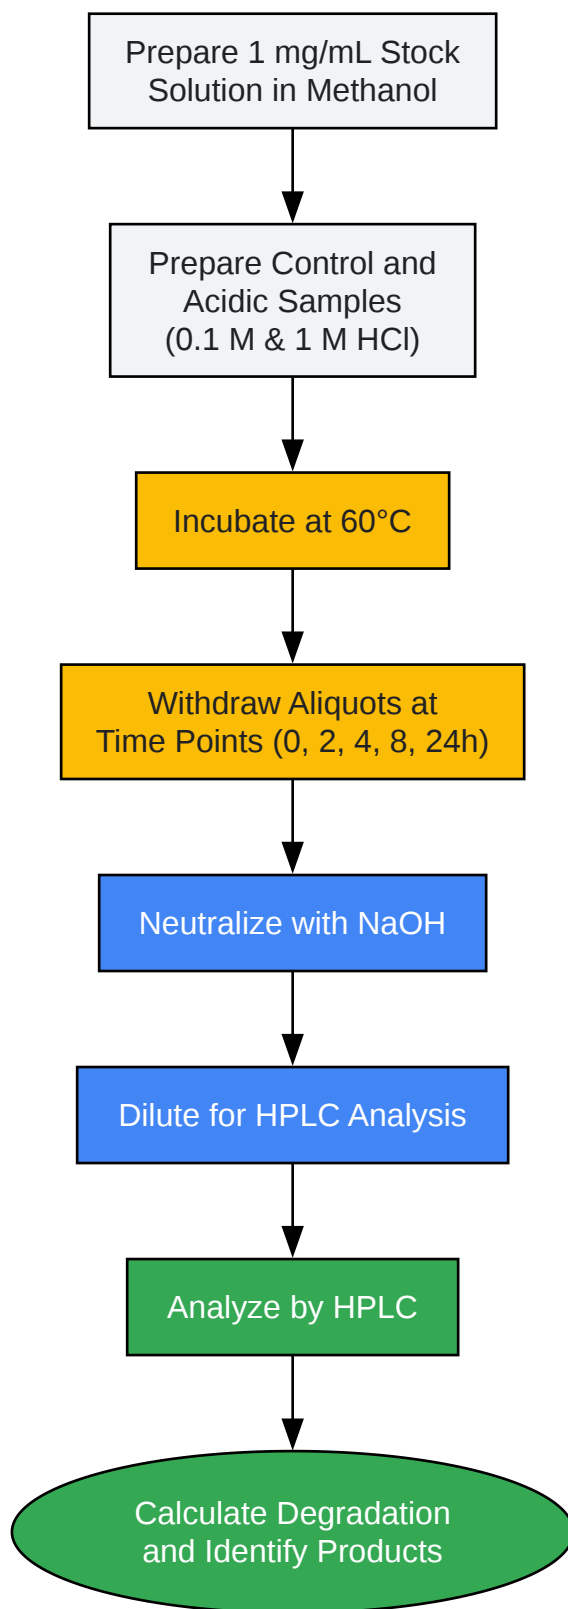 Prepare 1 mg/mL Stock
Solution in Methanol
Prepare Control and
Acidic Samples
(0.1 M & 1 M HCl)
Incubate at 60°C
Withdraw Aliquots at
Time Points (0, 2, 4, 8, 24h)
Neutralize with NaOH
Dilute for HPLC Analysis
Analyze by HPLC
Calculate Degradation
and Identify Products